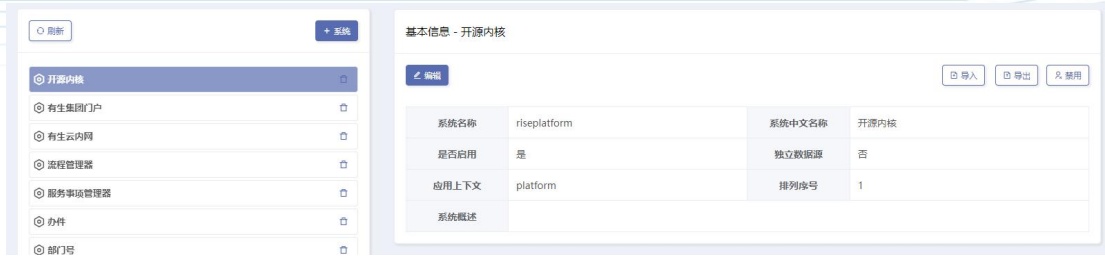 刷新
+ 系统
开源内核
有生集团门户
有生云内网
流程管理器
服务事项管理器
办件
部门号
基本信息 - 开源内核
编辑
导入 导出 禁用
系统名称 riseplatform 系统中文名称 开源内核
是否启用 是 独立数据源 否
应用上下文 platform 排列序号 1
系统概述